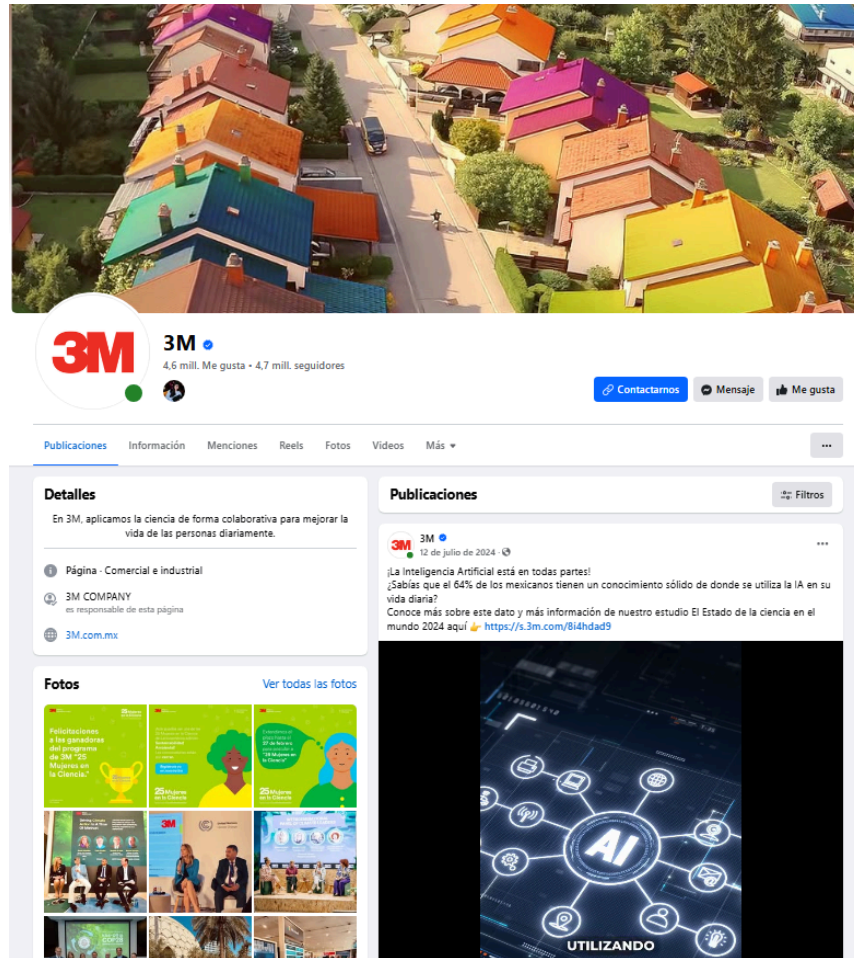 3M
3M
4,6 mill. Me gusta • 4,7 mill. seguidores
Contactarnos
Mensaje
Me gusta
Publicaciones
Información
Menciones
Reels
Fotos
Videos
Más
Detalles
En 3M, aplicamos la ciencia de forma colaborativa para mejorar la
vida de las personas diariamente.
Página · Comercial e industrial
3M COMPANY
es responsable de esta página
3M.com.mx
Fotos
Ver todas las fotos
Felicitaciones
a las ganadoras
del programa
de 3M "25
Mujeres en
la Ciencia."
25 Mujeres
en la Ciencia
25 Mujeres
en la Ciencia
3M
Publicaciones
Filtros
3M
3M
12 de julio de 2024 ·
¡La Inteligencia Artificial está en todas partes!
¿Sabías que el 64% de los mexicanos tienen un conocimiento sólido de donde se utiliza la IA en su
vida diaria?
Conoce más sobre este dato y más información de nuestro estudio El Estado de la ciencia en el
mundo 2024 aquí 👉 https://s.3m.com/8i4hdad9
AI
UTILIZANDO